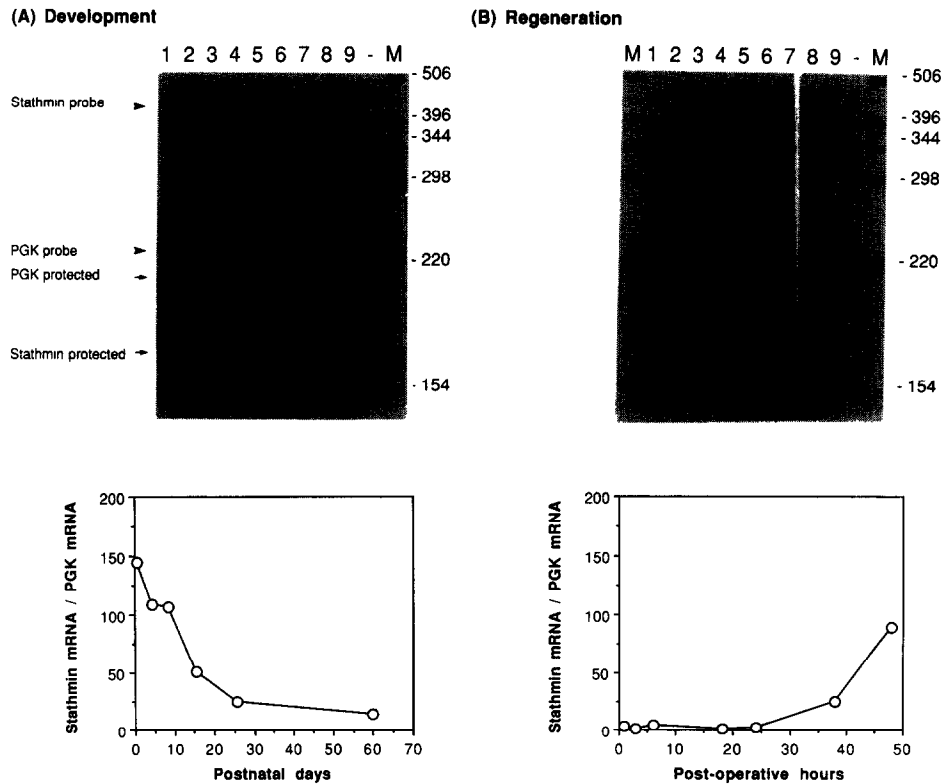 (A) Development
(B) Regeneration
1 2 3 4 5 6 7 8 9 - M
M 1 2 3 4 5 6 7 8 9 - M
- 506
Stathmin probe
- 396
- 344
- 298
PGK probe
- 220
PGK protected
Stathmin protected
- 154
- 506
- 396
- 344
- 298
- 220
- 154
Stathmin mRNA / PGK mRNA
200
150
100
50
0
0 10 20 30 40 50 60 70
Postnatal days
Stathmin mRNA / PGK mRNA
200
150
100
50
0
0 10 20 30 40 50
Post-operative hours